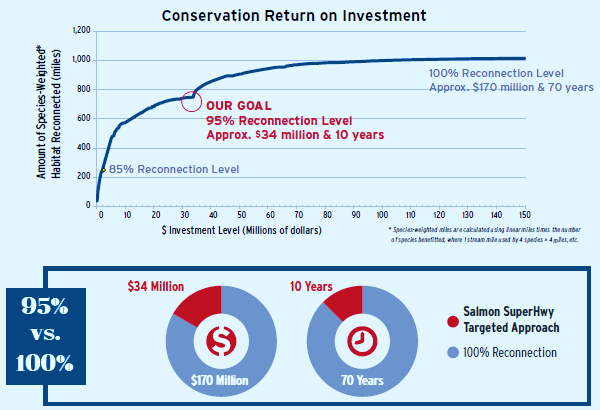 Conservation Return on Investment
Amount of Species-Weighted*
Habitat Reconnected (miles)
1,200
1,000
800
600
400
200
0
100% Reconnection Level
Approx. $170 million & 70 years
OUR GOAL
95% Reconnection Level
Approx. $34 million & 10 years
85% Reconnection Level
0 10 20 30 40 50 60 70 80 90 100 110 120 130 140 150
$ Investment Level (Millions of dollars)
* Species-weighted miles are calculated using linear miles times the number
of species benefitted, where 1 stream mile used by 4 species = 4 miles, etc.
95%
vs.
100%
$34 Million
$
$170 Million
10 Years
70 Years
Salmon SuperHwy
Targeted Approach
100% Reconnection